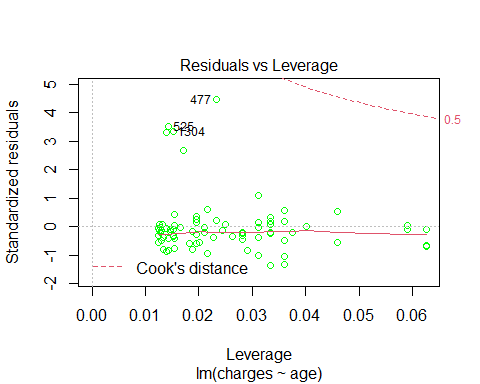 Residuals vs Leverage
Standardized residuals
5
4
3
2
1
0
-1
-2
477
525
1304
0.5
Cook's distance
0.00 0.01 0.02 0.03 0.04 0.05 0.06
Leverage
lm(charges ~ age)